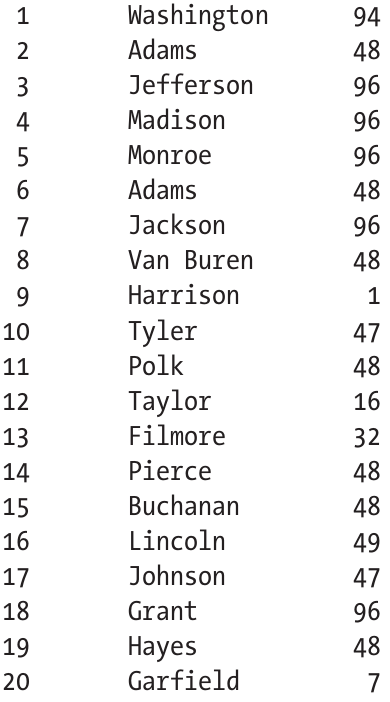 1 Washington 94
2 Adams 48
3 Jefferson 96
4 Madison 96
5 Monroe 96
6 Adams 48
7 Jackson 96
8 Van Buren 48
9 Harrison 1
10 Tyler 47
11 Polk 48
12 Taylor 16
13 Filmore 32
14 Pierce 48
15 Buchanan 48
16 Lincoln 49
17 Johnson 47
18 Grant 96
19 Hayes 48
20 Garfield 7